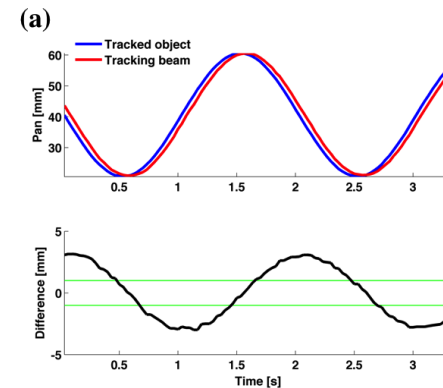 (a)
Tracked object
Tracking beam
Pan [mm]
60
50
40
30
0.5 1 1.5 2 2.5 3
Difference [mm]
5
0
-5
0.5 1 1.5 2 2.5 3
Time [s]